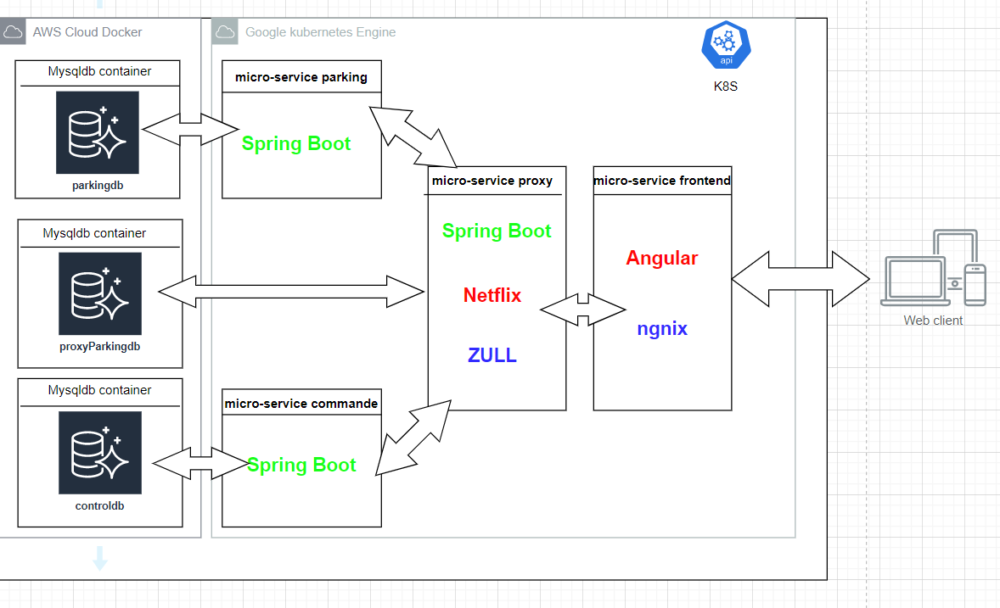 AWS Cloud Docker
Google kubernetes Engine
api
K8S
Mysqldb container
parkingdb
micro-service parking
Spring Boot
Mysqldb container
proxyParkingdb
micro-service proxy
Spring Boot
Netflix
ZULL
micro-service frontend
Angular
ngnix
Web client
Mysqldb container
controldb
micro-service commande
Spring Boot